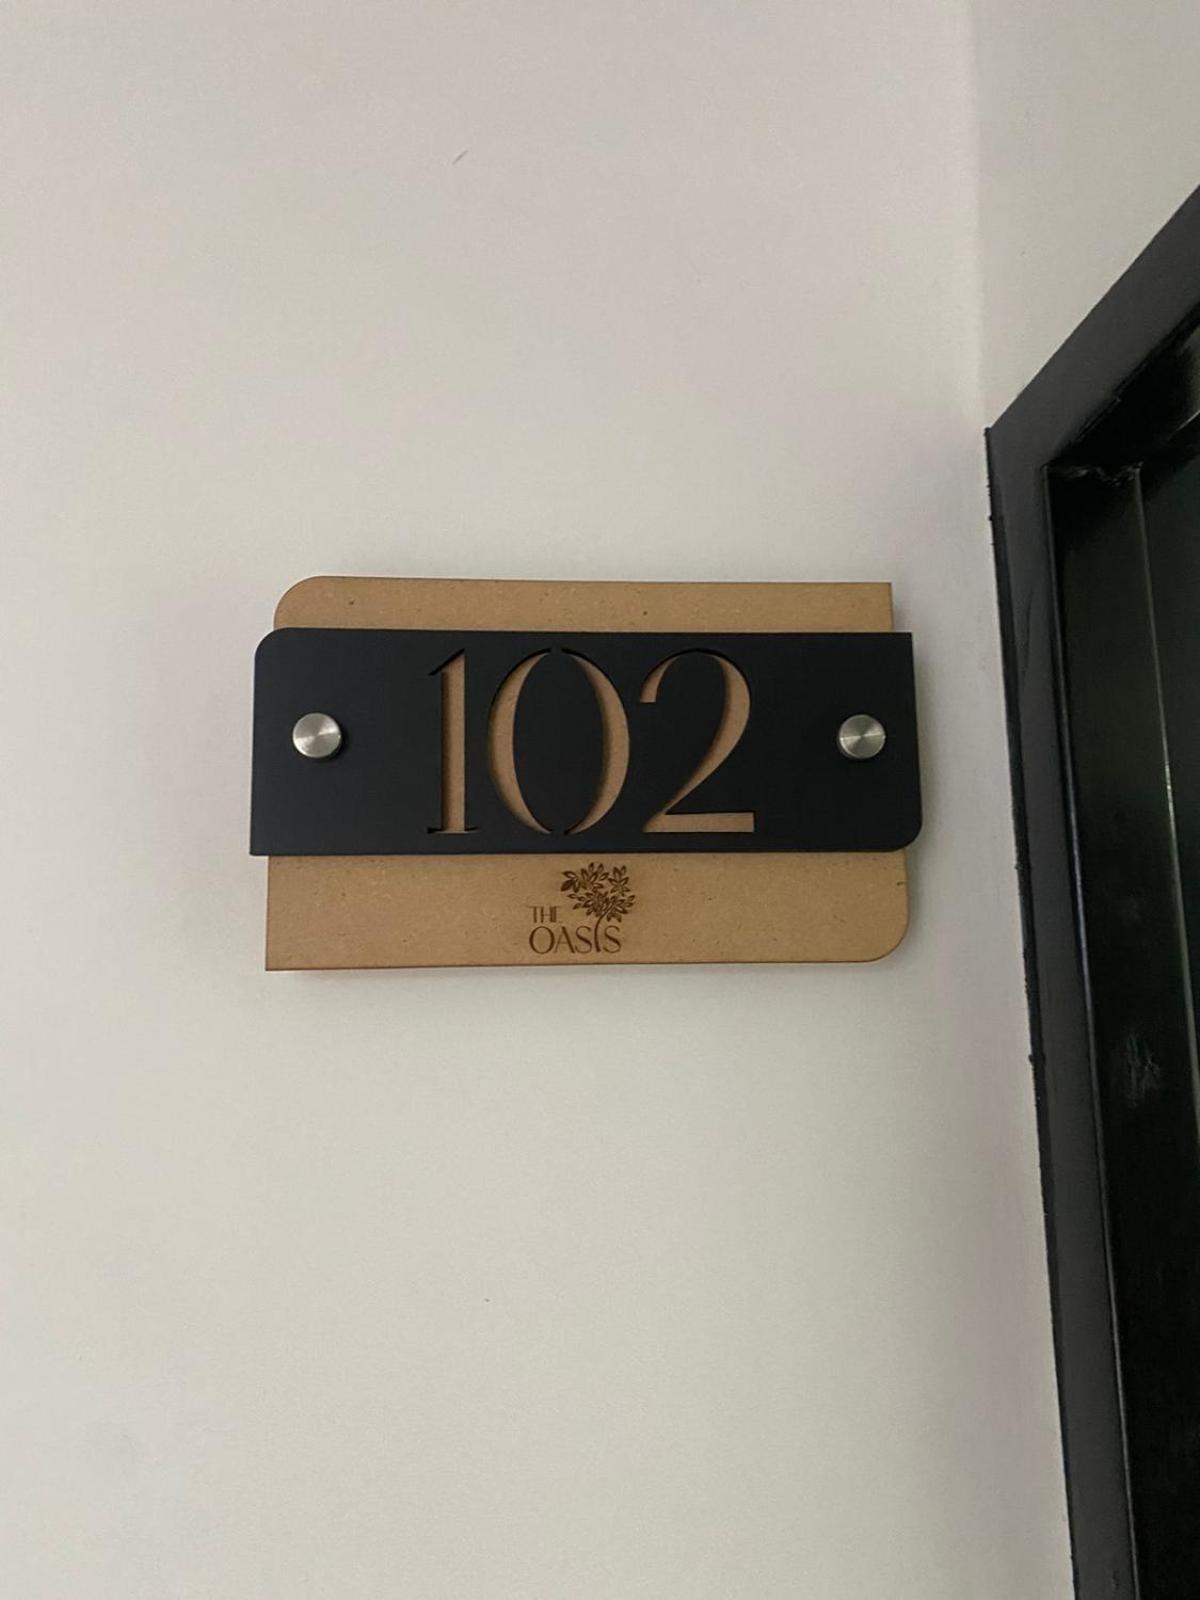 102
THE
OASIS